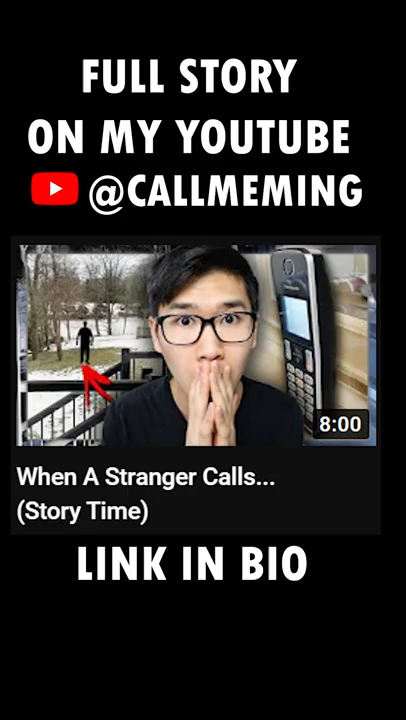 FULL STORY
ON MY YOUTUBE
@CALLMEMING
8:00
When A Stranger Calls...
(Story Time)
LINK IN BIO